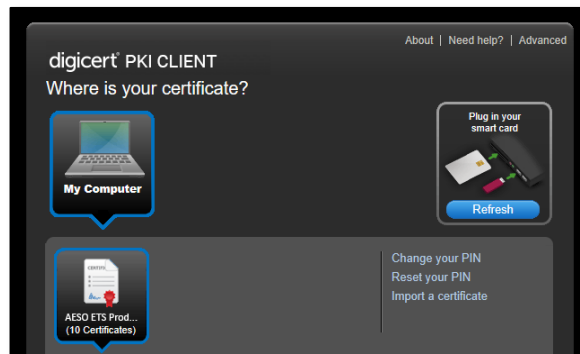 About | Need help? | Advanced
digicert® PKI CLIENT
Where is your certificate?
Plug in your
smart card
My Computer
Refresh
AESO ETS Prod...
(10 Certificates)
Change your PIN
Reset your PIN
Import a certificate